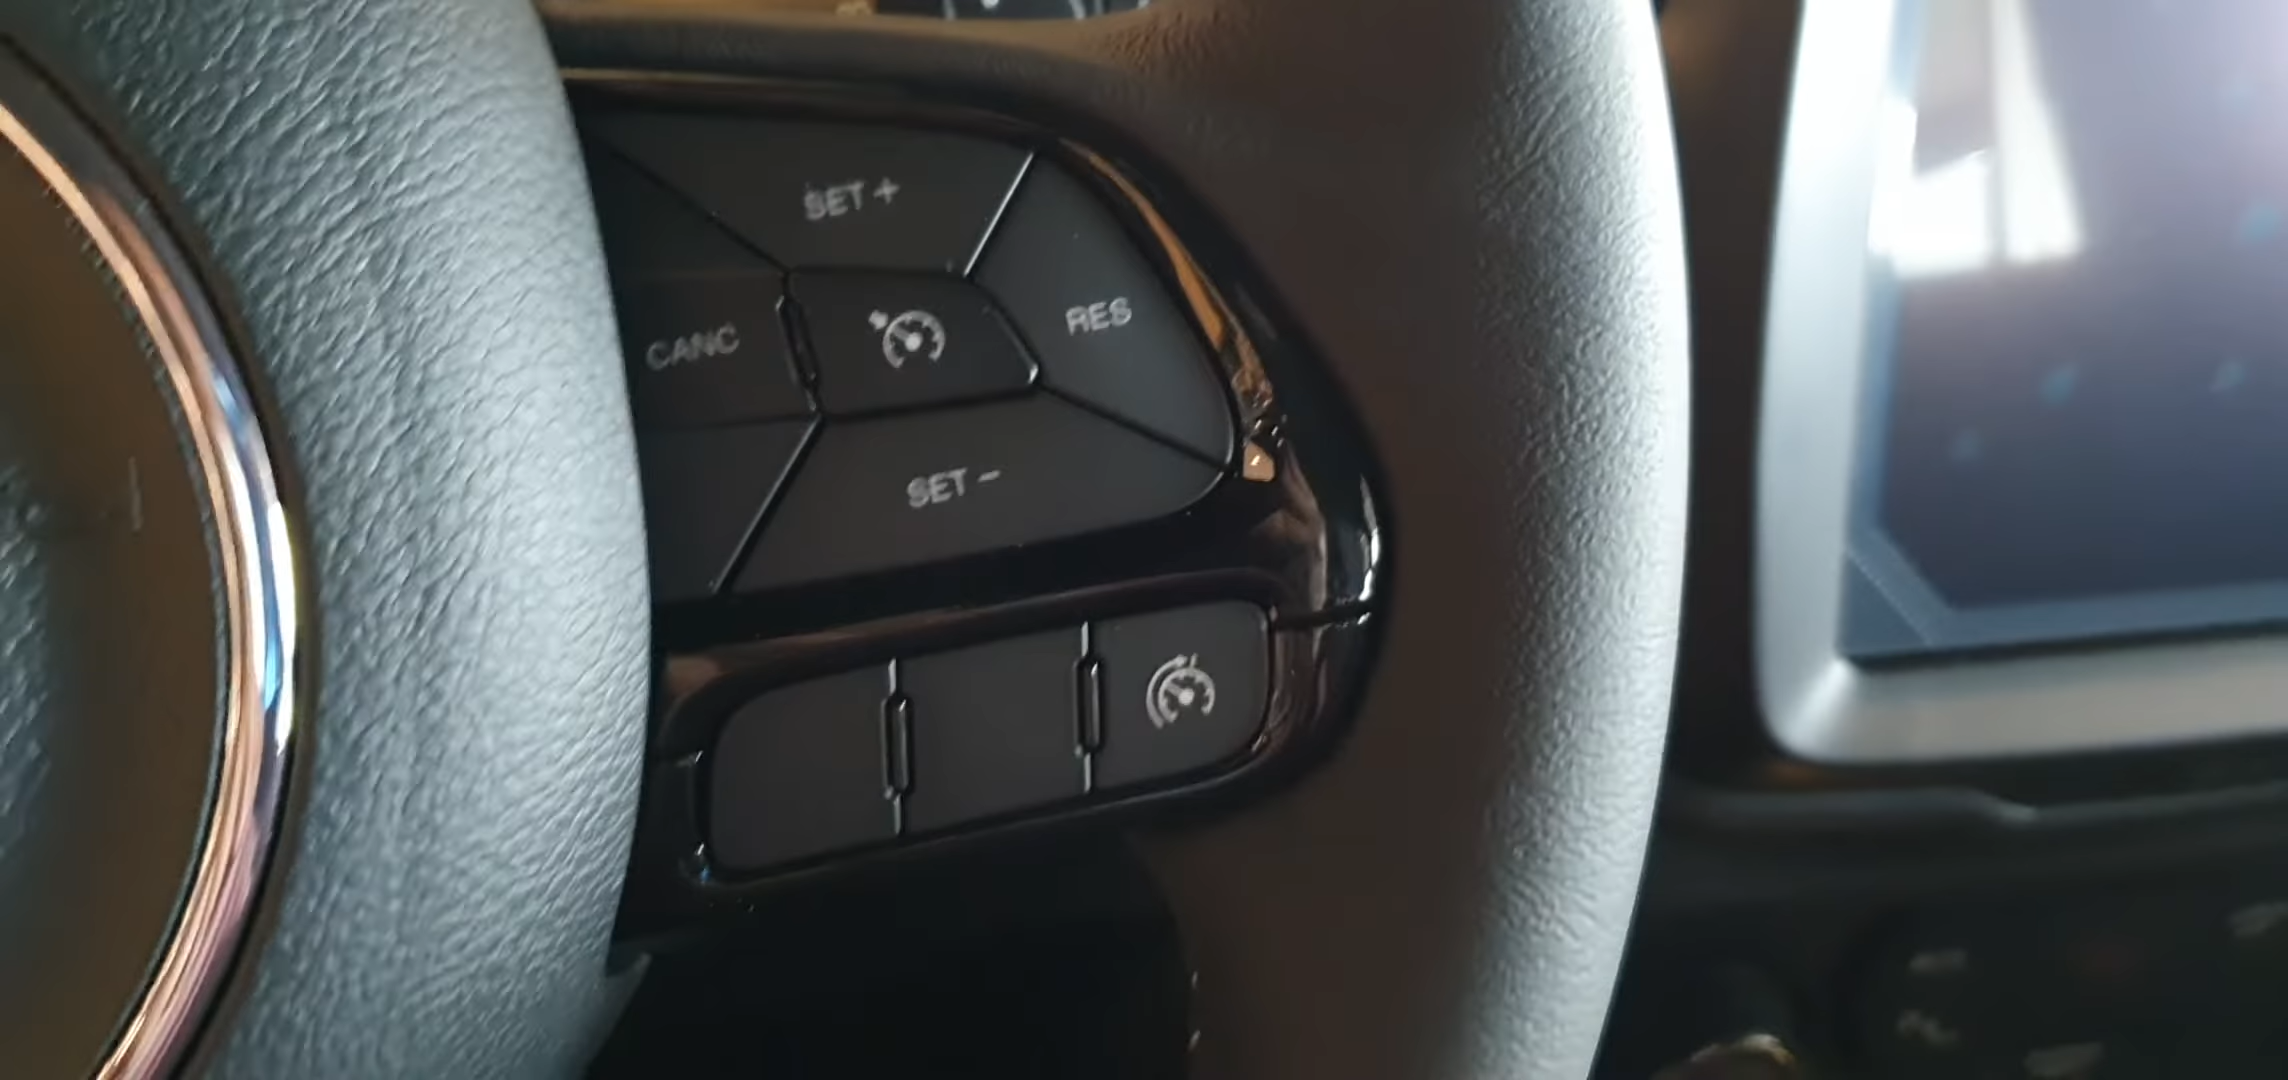 SET +
CANC
RES
SET -